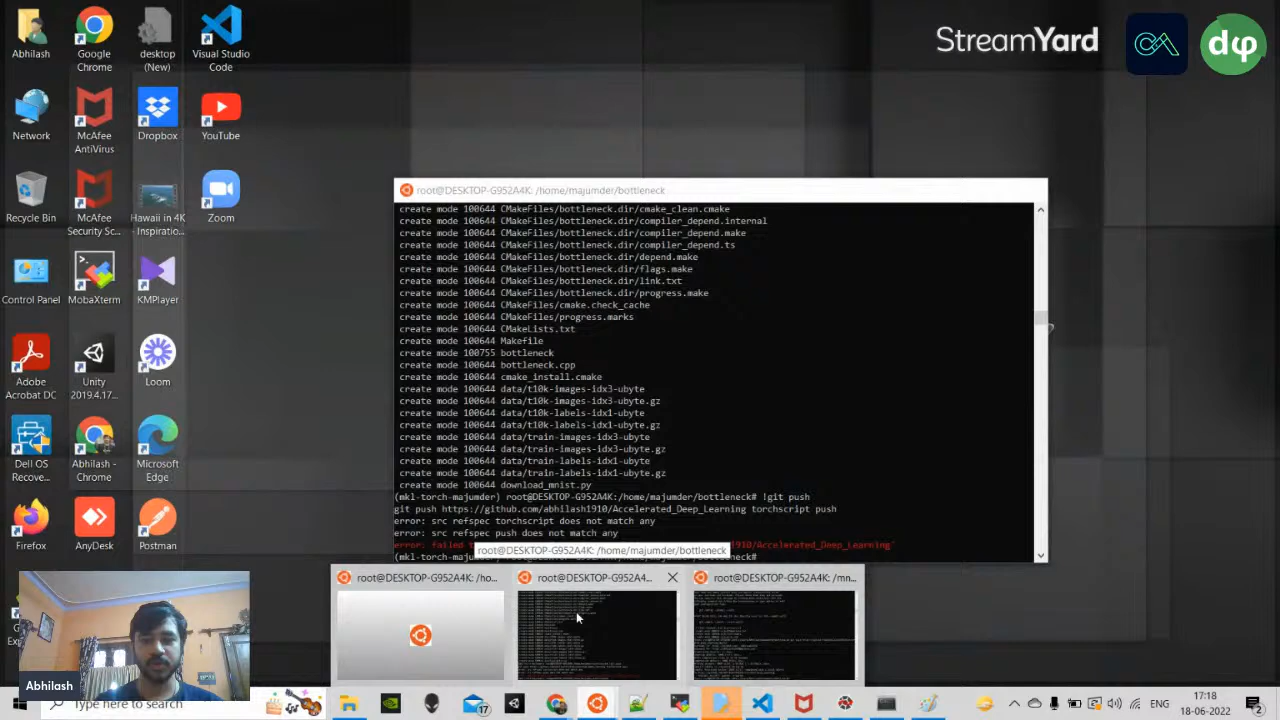 StreamYard
dφ
Abhilash
Google
Chrome
desktop
(New)
Visual Studio
Code
Network
McAfee
AntiVirus
Dropbox
YouTube
Recycle Bin
McAfee
Security Sc...
Hawaii in 4K
- Inspiratio...
Zoom
Control Panel
MobaXterm
KMPlayer
Adobe
Acrobat DC
Unity
2019.4.17...
Loom
Dell OS
Recove...
Abhilash -
Chrome
Microsoft
Edge
Firefox
AnyDesk
Postman
root@DESKTOP-G952A4K: /home/majumder/bottleneck
create mode 100644 CMakeFiles/bottleneck.dir/cmake_clean.cmake
create mode 100644 CMakeFiles/bottleneck.dir/compiler_depend.internal
create mode 100644 CMakeFiles/bottleneck.dir/compiler_depend.make
create mode 100644 CMakeFiles/bottleneck.dir/compiler_depend.ts
create mode 100644 CMakeFiles/bottleneck.dir/depend.make
create mode 100644 CMakeFiles/bottleneck.dir/flags.make
create mode 100644 CMakeFiles/bottleneck.dir/link.txt
create mode 100644 CMakeFiles/bottleneck.dir/progress.make
create mode 100644 CMakeFiles/cmake.check_cache
create mode 100644 CMakeFiles/progress.marks
create mode 100644 CMakeLists.txt
create mode 100644 Makefile
create mode 100755 bottleneck
create mode 100644 bottleneck.cpp
create mode 100644 cmake_install.cmake
create mode 100644 data/t10k-images-idx3-ubyte
create mode 100644 data/t10k-images-idx3-ubyte.gz
create mode 100644 data/t10k-labels-idx1-ubyte
create mode 100644 data/t10k-labels-idx1-ubyte.gz
create mode 100644 data/train-images-idx3-ubyte
create mode 100644 data/train-images-idx3-ubyte.gz
create mode 100644 data/train-labels-idx1-ubyte
create mode 100644 data/train-labels-idx1-ubyte.gz
create mode 100644 download_mnist.py
(mkl-torch-majumder) root@DESKTOP-G952A4K:/home/majumder/bottleneck# !git push
git push https://github.com/abhilash1910/Accelerated_Deep_Learning torchscript push
error: src refspec torchscript does not match any
error: src refspec push does not match any
error: failed t 910/Accelerated_Deep_Learning'
root@DESKTOP-G952A4K: /home/majumder/bottleneck
(mkl-torch-maju eck#
root@DESKTOP-G952A4K: /ho...
root@DESKTOP-G952A4K...
root@DESKTOP-G952A4K: /mn...
here to search
17
ENG
17:18
18-06-2022
2